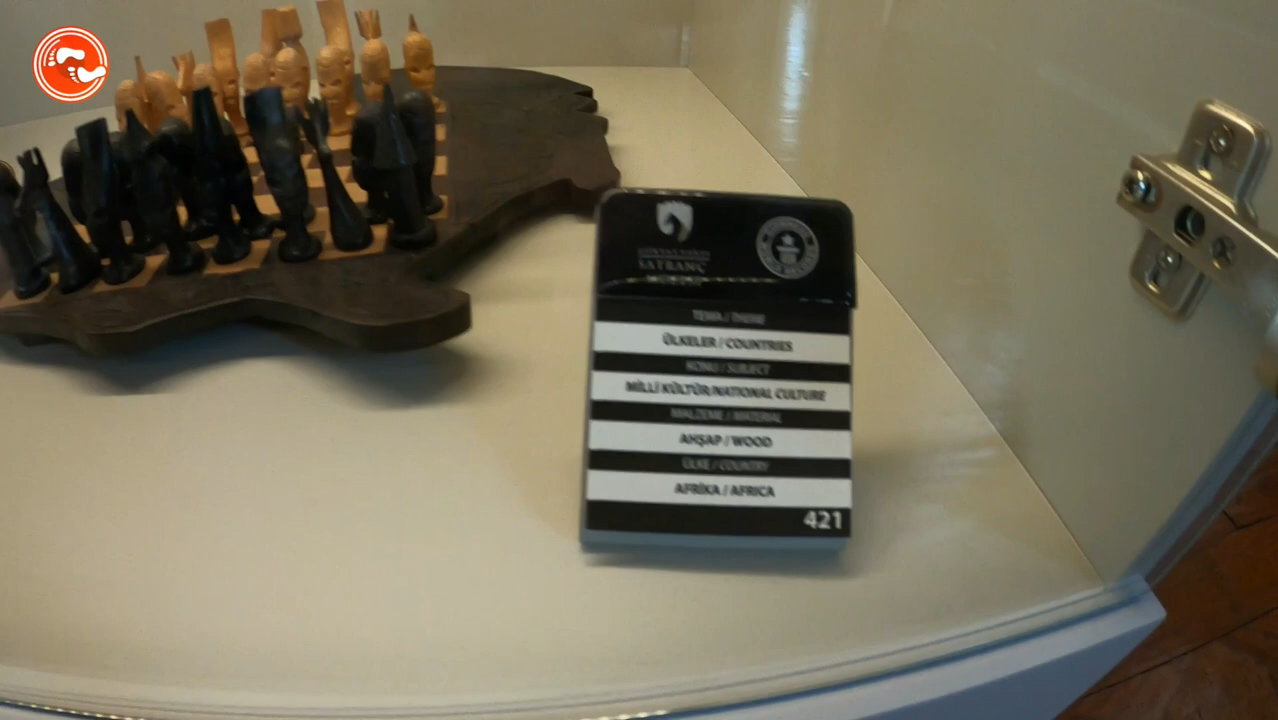 SATRANÇ
TEMA / THEME
ÜLKELER / COUNTRIES
KONU / SUBJECT
MİLLİ KÜLTÜR/NATIONAL CULTURE
MALZEME / MATERIAL
AHŞAP / WOOD
ÜLKE / COUNTRY
AFRİKA / AFRICA
421